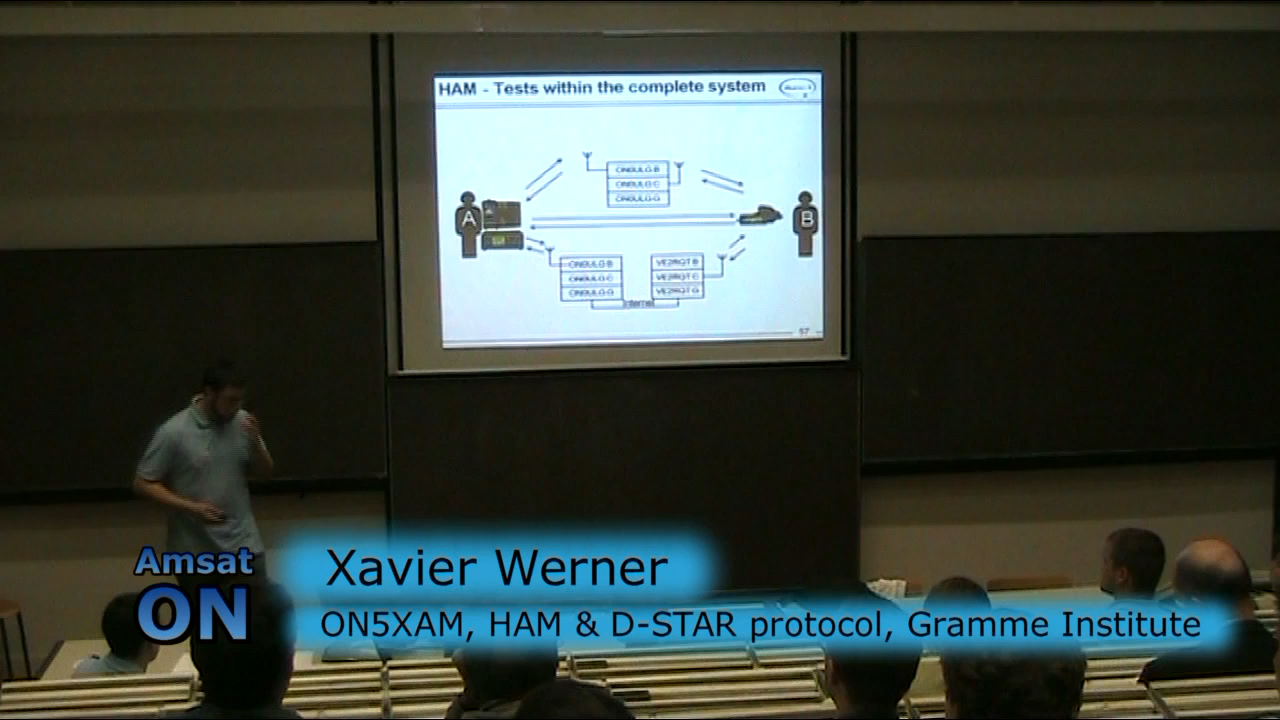 HAM - Tests within the complete system
ON0ULG B
ON0ULG C
ON0ULG G
A
B
ON0ULG B
ON0ULG C
ON0ULG G
VE2RQT B
VE2RQT C
VE2RQT G
Internet
57
Amsat
ON
Xavier Werner
ON5XAM, HAM & D-STAR protocol, Gramme Institute